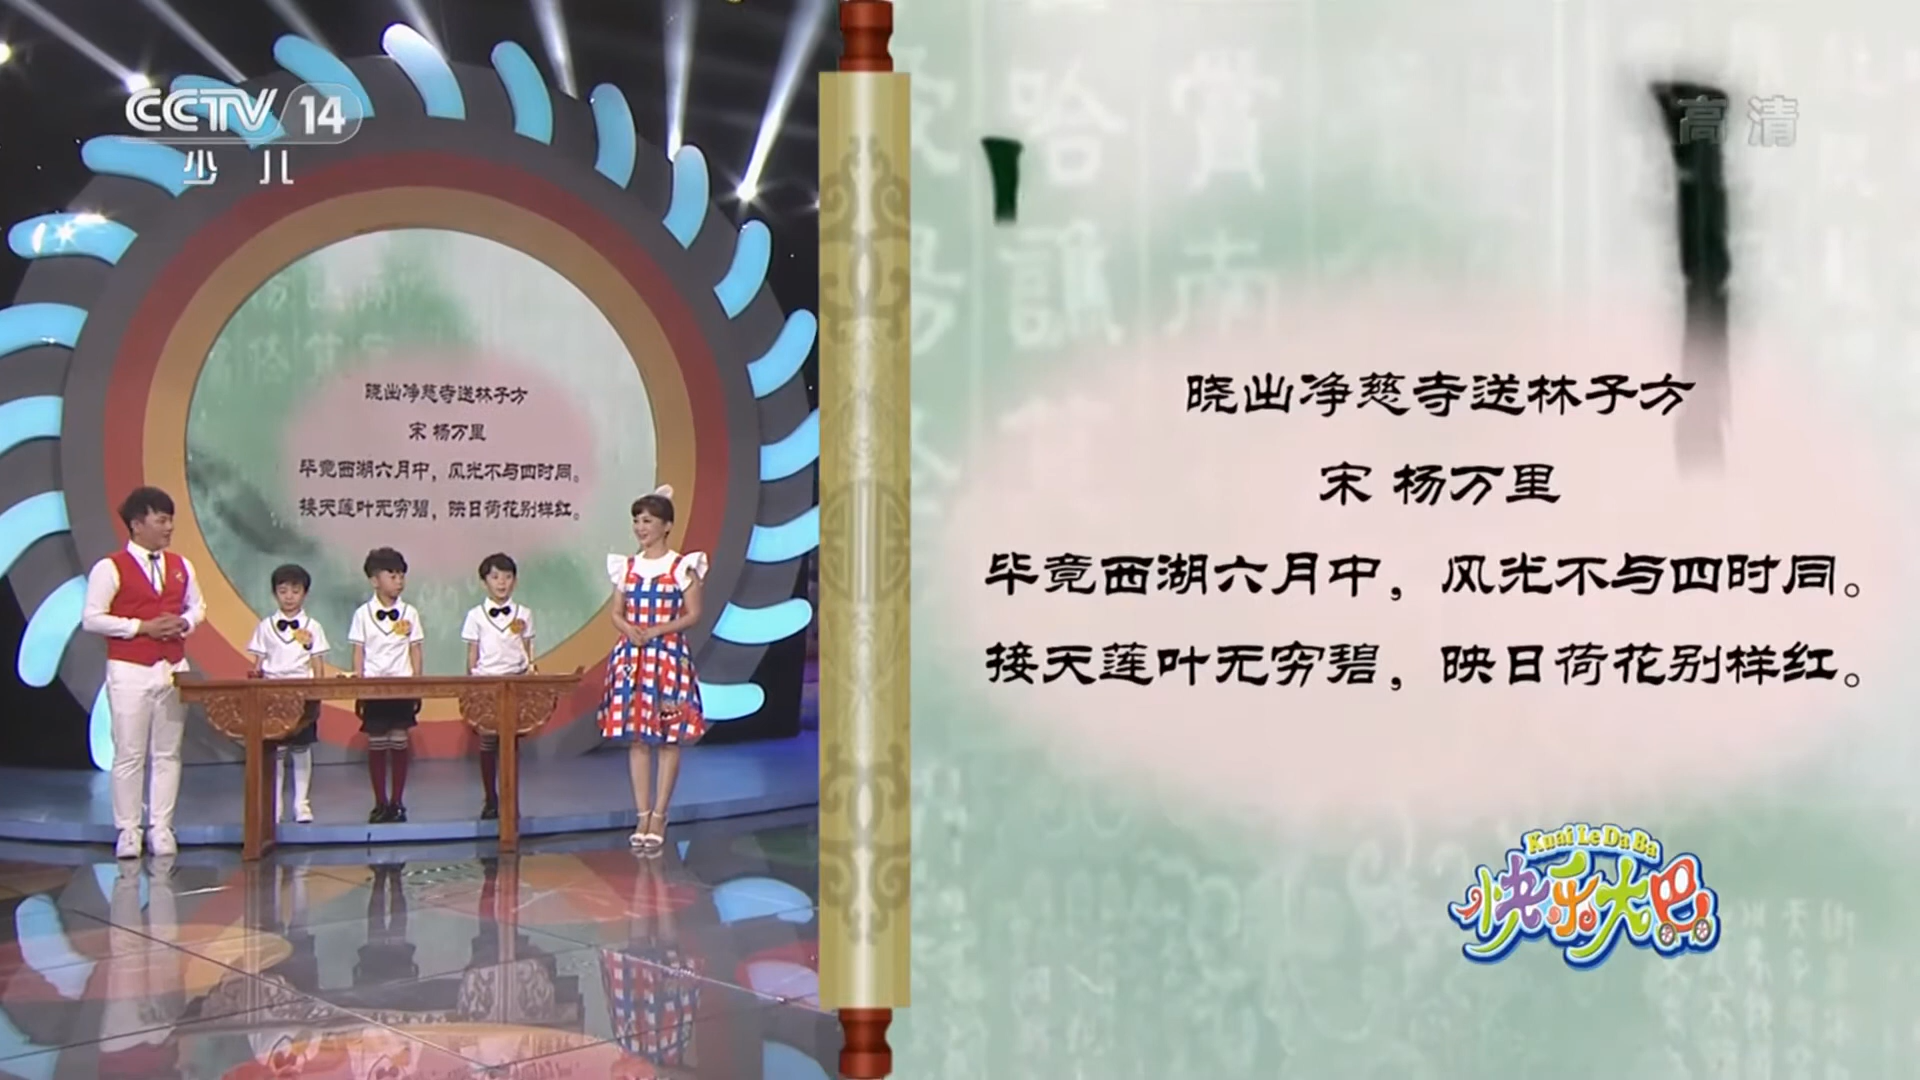 CCTV 14
少儿
高清
晓出净慈寺送林子方
宋 杨万里
毕竟西湖六月中，风光不与四时同。
接天莲叶无穷碧，映日荷花别样红。
晓出净慈寺送林子方
宋 杨万里
毕竟西湖六月中，风光不与四时同。
接天莲叶无穷碧，映日荷花别样红。
Kuai Le Da Ba
快乐大巴